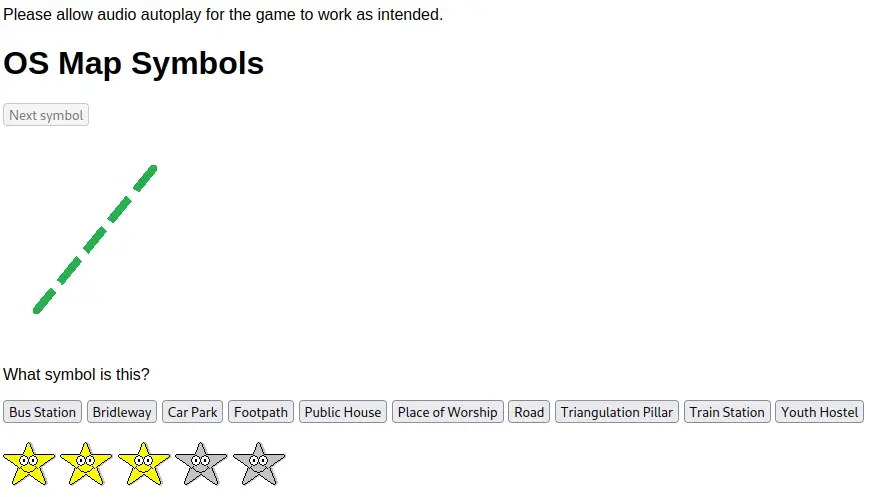 Please allow audio autoplay for the game to work as intended.
OS Map Symbols
Next symbol
What symbol is this?
Bus Station Bridleway Car Park Footpath Public House Place of Worship Road Triangulation Pillar Train Station Youth Hostel